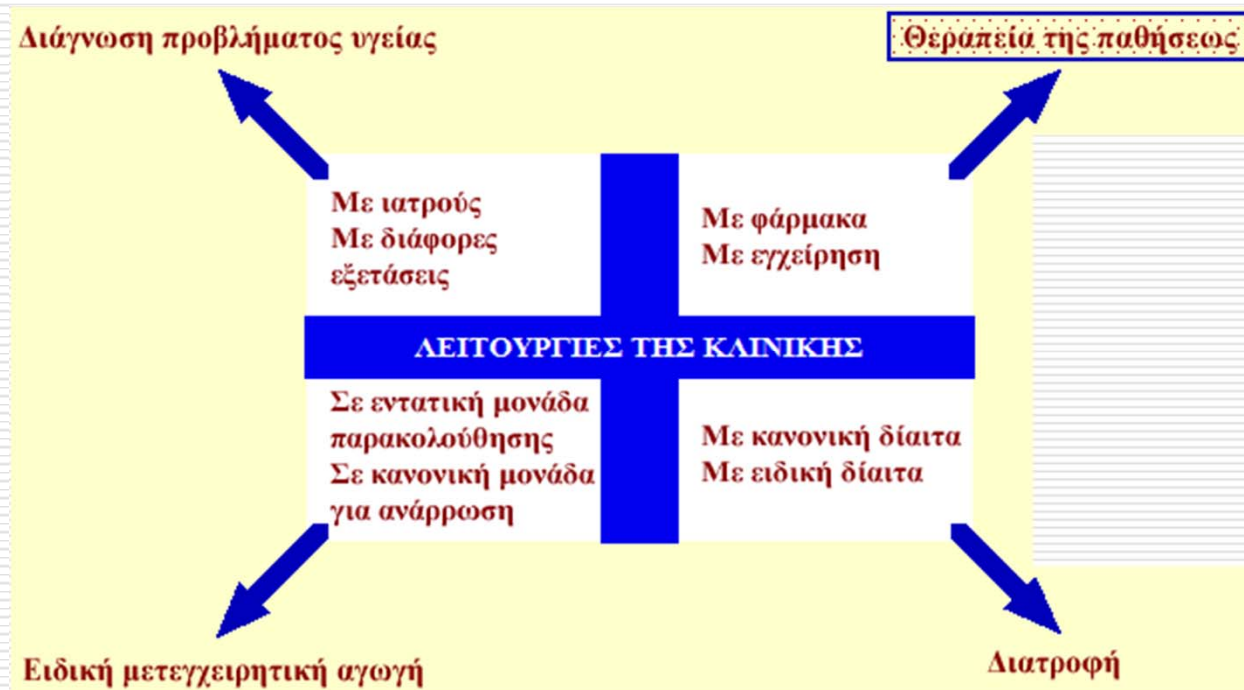 Διάγνωση προβλήματος υγείας
Θεραπεία της παθήσεως
Με ιατρούς
Με διάφορες
εξετάσεις
Με φάρμακα
Με εγχείρηση
ΛΕΙΤΟΥΡΓΙΕΣ ΤΗΣ ΚΛΙΝΙΚΗΣ
Σε εντατική μονάδα
παρακολούθησης
Σε κανονική μονάδα
για ανάρρωση
Με κανονική δίαιτα
Με ειδική δίαιτα
Ειδική μετεγχειρητική αγωγή
Διατροφή